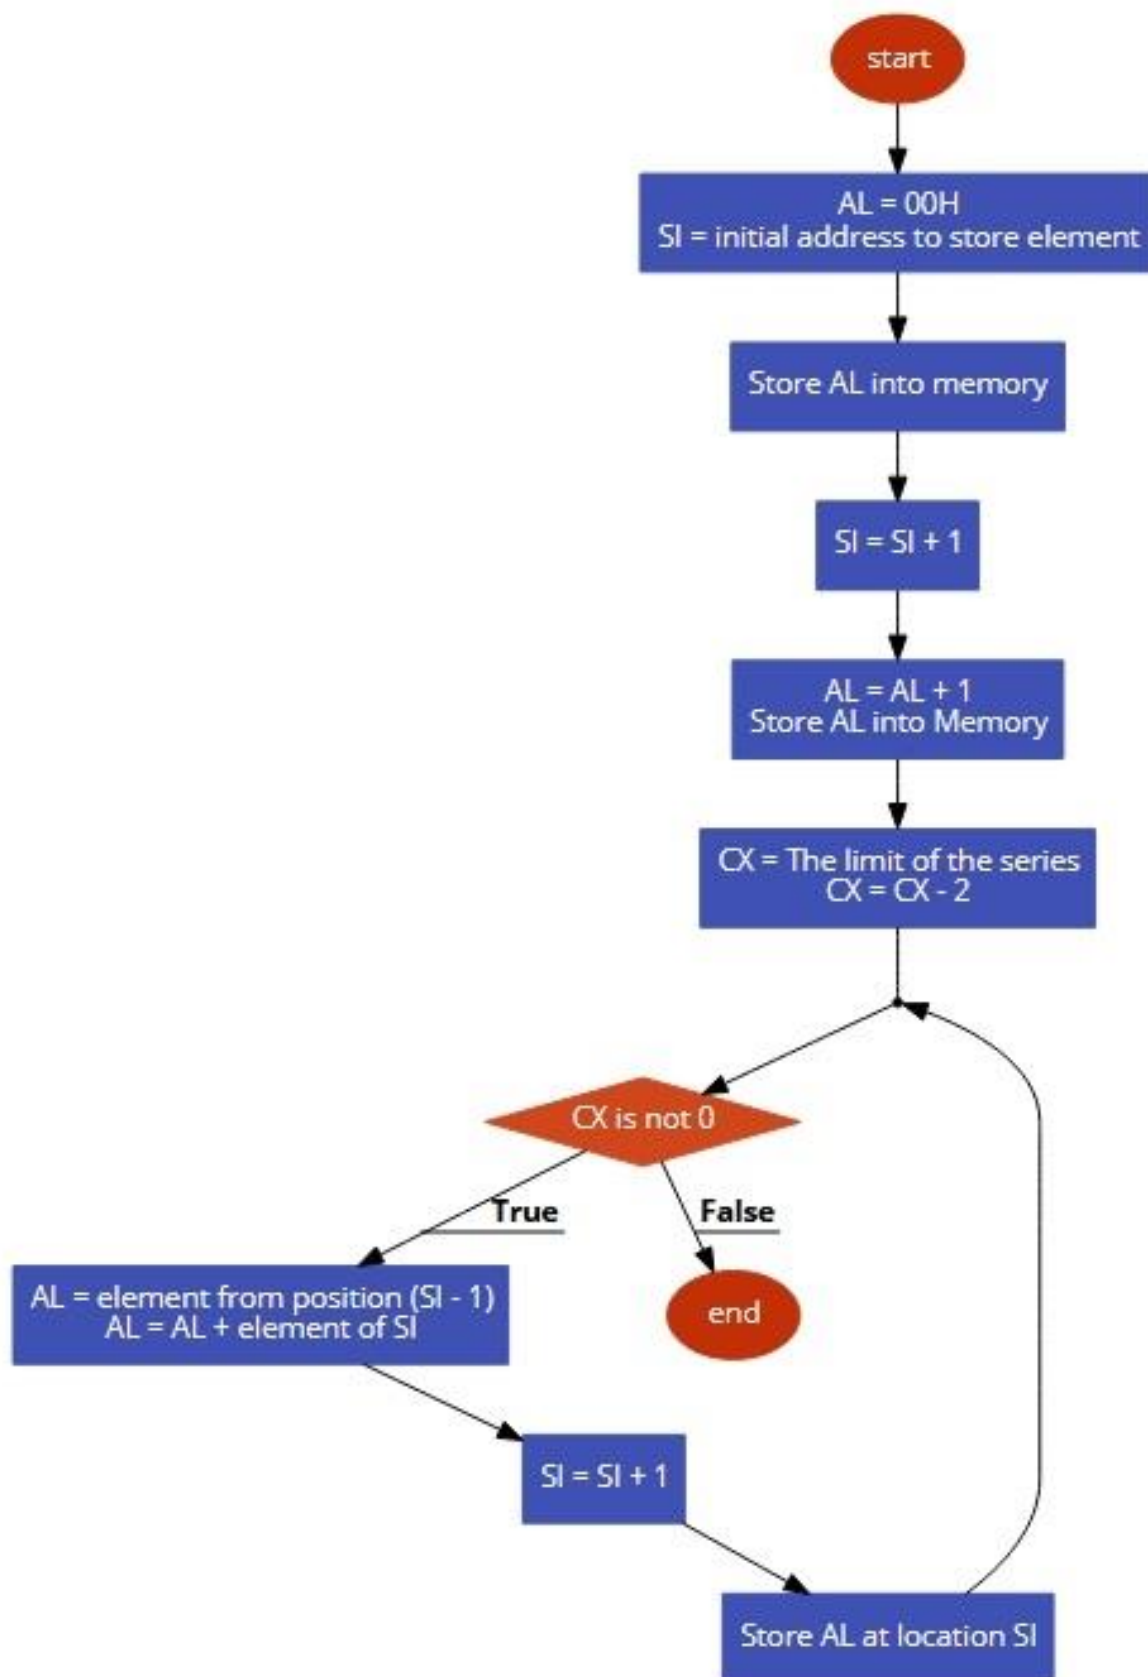 start
AL = 00H
SI = initial address to store element
Store AL into memory
SI = SI + 1
AL = AL + 1
Store AL into Memory
CX = The limit of the series
CX = CX - 2
CX is not 0
True
False
AL = element from position (SI - 1)
AL = AL + element of SI
end
SI = SI + 1
Store AL at location SI